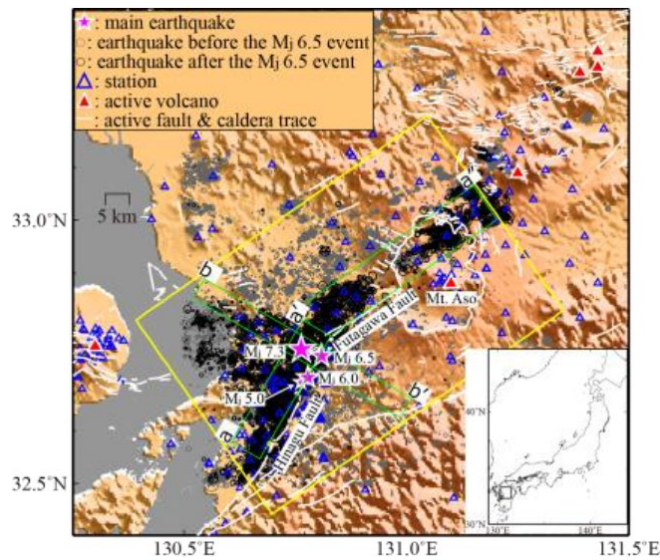 : main earthquake
: earthquake before the Mj 6.5 event
: earthquake after the Mj 6.5 event
: station
: active volcano
: active fault & caldera trace
5 km
33.0˚N
32.5˚N
130.5˚E
131.0˚E
131.5˚E
a"
b
a'
Mt. Aso
Futagawa Fault
Mj 7.3
Mj 6.5
Mj 6.0
Mj 5.0
b'
a
Hinagu Fault
40˚N
30˚N
130˚E
140˚E